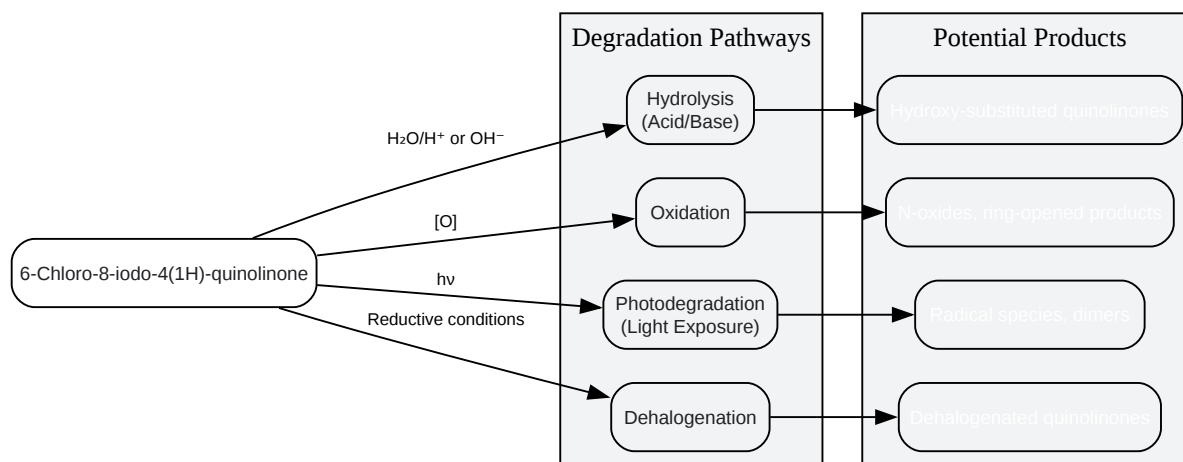 Degradation Pathways
Potential Products
Hydrolysis
(Acid/Base)
Hydroxy-substituted quinolinones
H₂O/H⁺ or OH⁻
[O]
Oxidation
N-oxides, ring-opened products
6-Chloro-8-iodo-4(1H)-quinolinone
hν
Photodegradation
(Light Exposure)
Radical species, dimers
Reductive conditions
Dehalogenation
Dehalogenated quinolinones